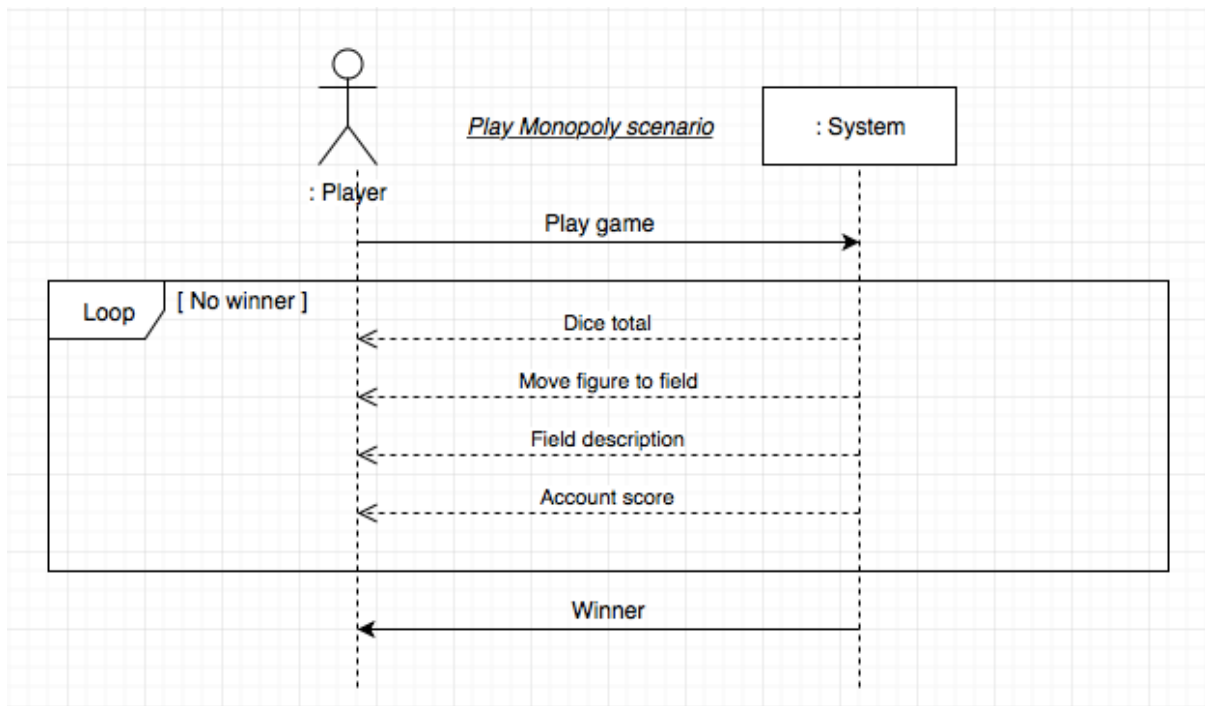 Play Monopoly scenario
: System
: Player
Play game
Loop
[ No winner ]
Dice total
Move figure to field
Field description
Account score
Winner